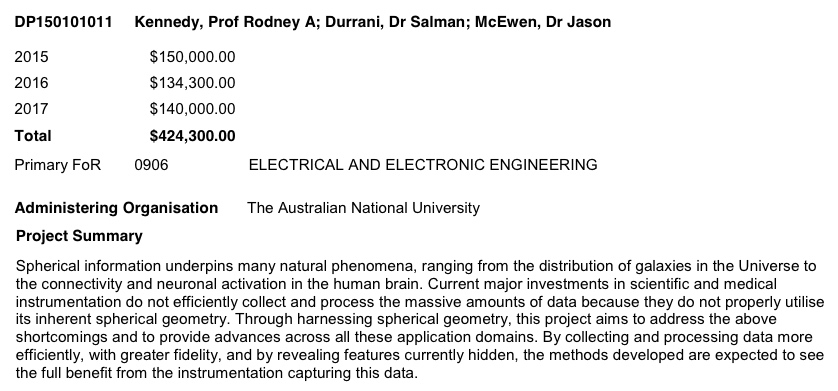 DP150101011 Kennedy, Prof Rodney A; Durrani, Dr Salman; McEwen, Dr Jason
2015 $150,000.00
2016 $134,300.00
2017 $140,000.00
Total $424,300.00
Primary FoR 0906 ELECTRICAL AND ELECTRONIC ENGINEERING
Administering Organisation The Australian National University
Project Summary
Spherical information underpins many natural phenomena, ranging from the distribution of galaxies in the Universe to
the connectivity and neuronal activation in the human brain. Current major investments in scientific and medical
instrumentation do not efficiently collect and process the massive amounts of data because they do not properly utilise
its inherent spherical geometry. Through harnessing spherical geometry, this project aims to address the above
shortcomings and to provide advances across all these application domains. By collecting and processing data more
efficiently, with greater fidelity, and by revealing features currently hidden, the methods developed are expected to see
the full benefit from the instrumentation capturing this data.